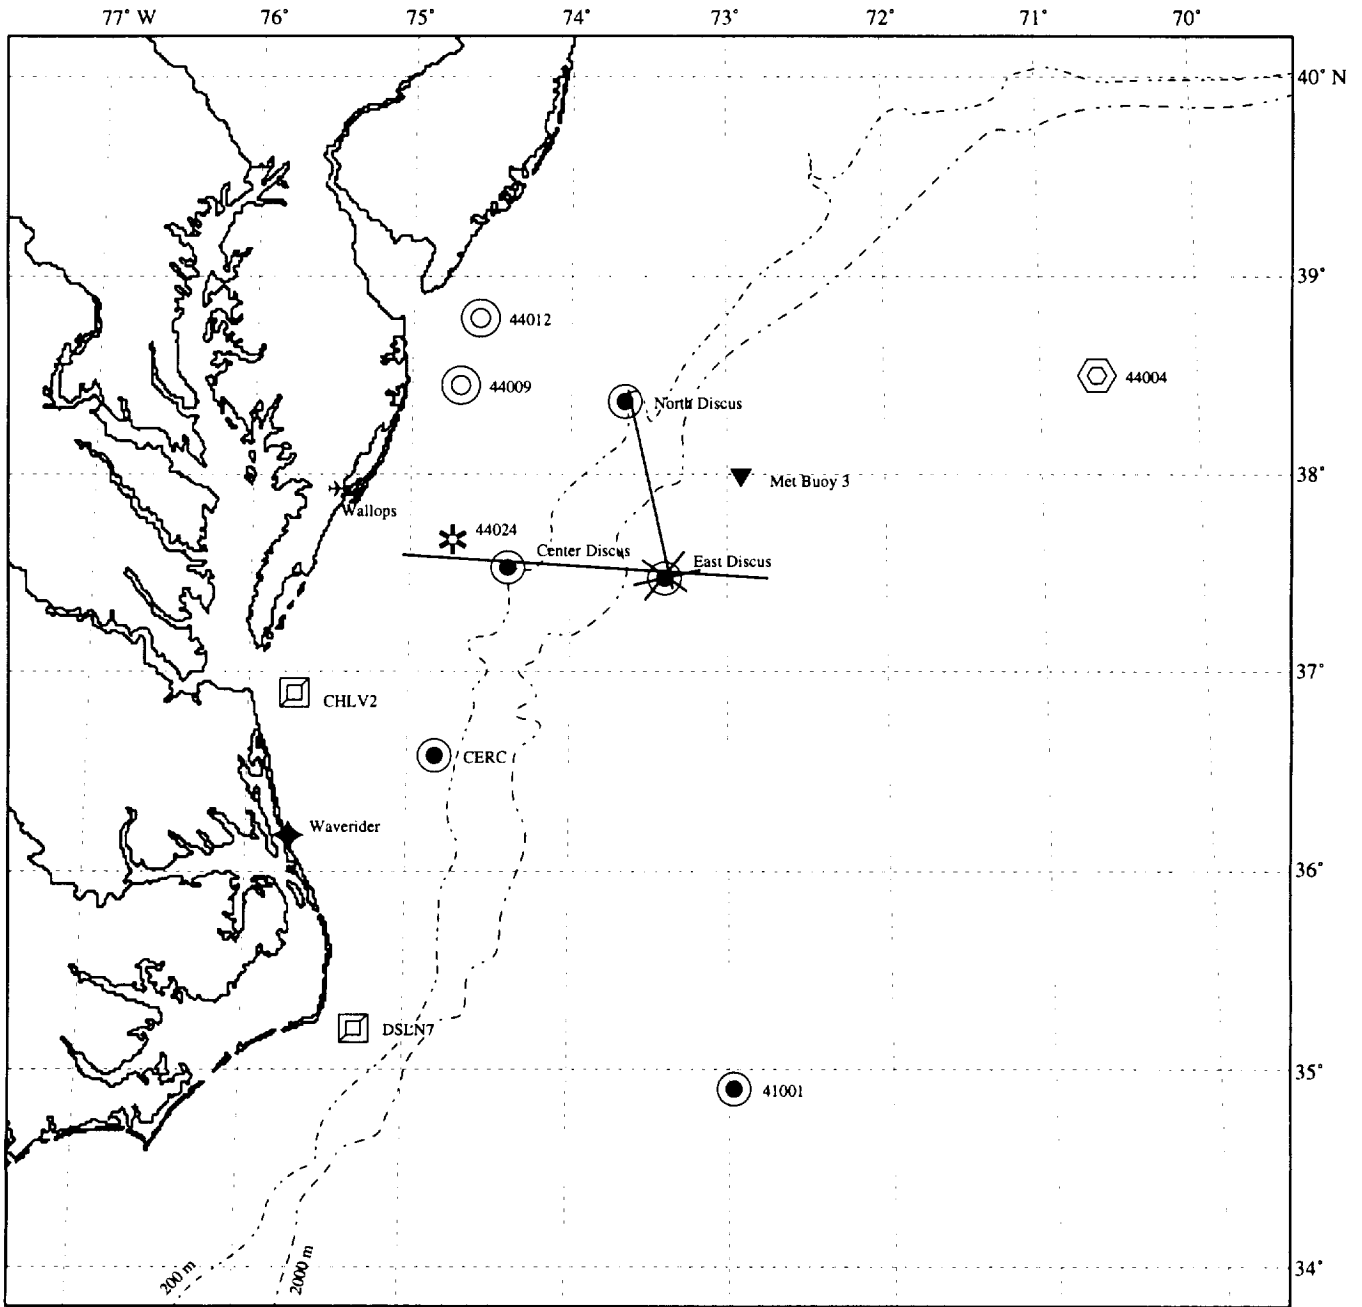 77° W 76° 75° 74° 73° 72° 71° 70°
40° N
39°
44012
44009
44004
North Discus
38°
Met Buoy 3
Wallops
44024
Center Discus
East Discus
37°
CHLV2
CERC
Waverider
36°
DSLN7
35°
41001
34°
200 m
2000 m